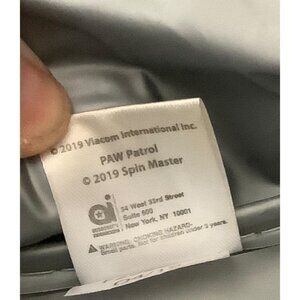 ©2019 Viacom International Inc.
PAW Patrol
© 2019 Spin Master
34 West 33rd Street
Suite 600
New York, NY 10001
WARNING: CHOKING HAZARD-
Small parts. Not for children under 3 years.